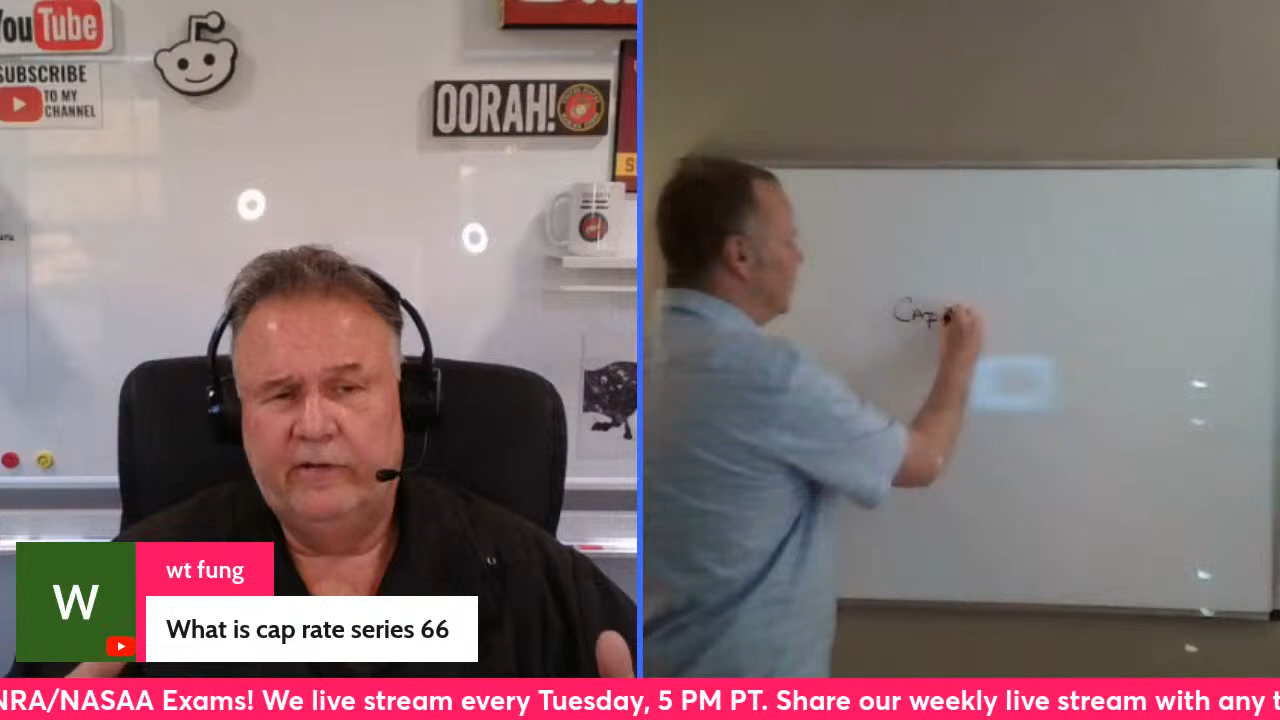 YouTube
SUBSCRIBE
TO MY
CHANNEL
OORAH!
S
Cap
W
wt fung
What is cap rate series 66
NRA/NASAA Exams! We live stream every Tuesday, 5 PM PT. Share our weekly live stream with any t